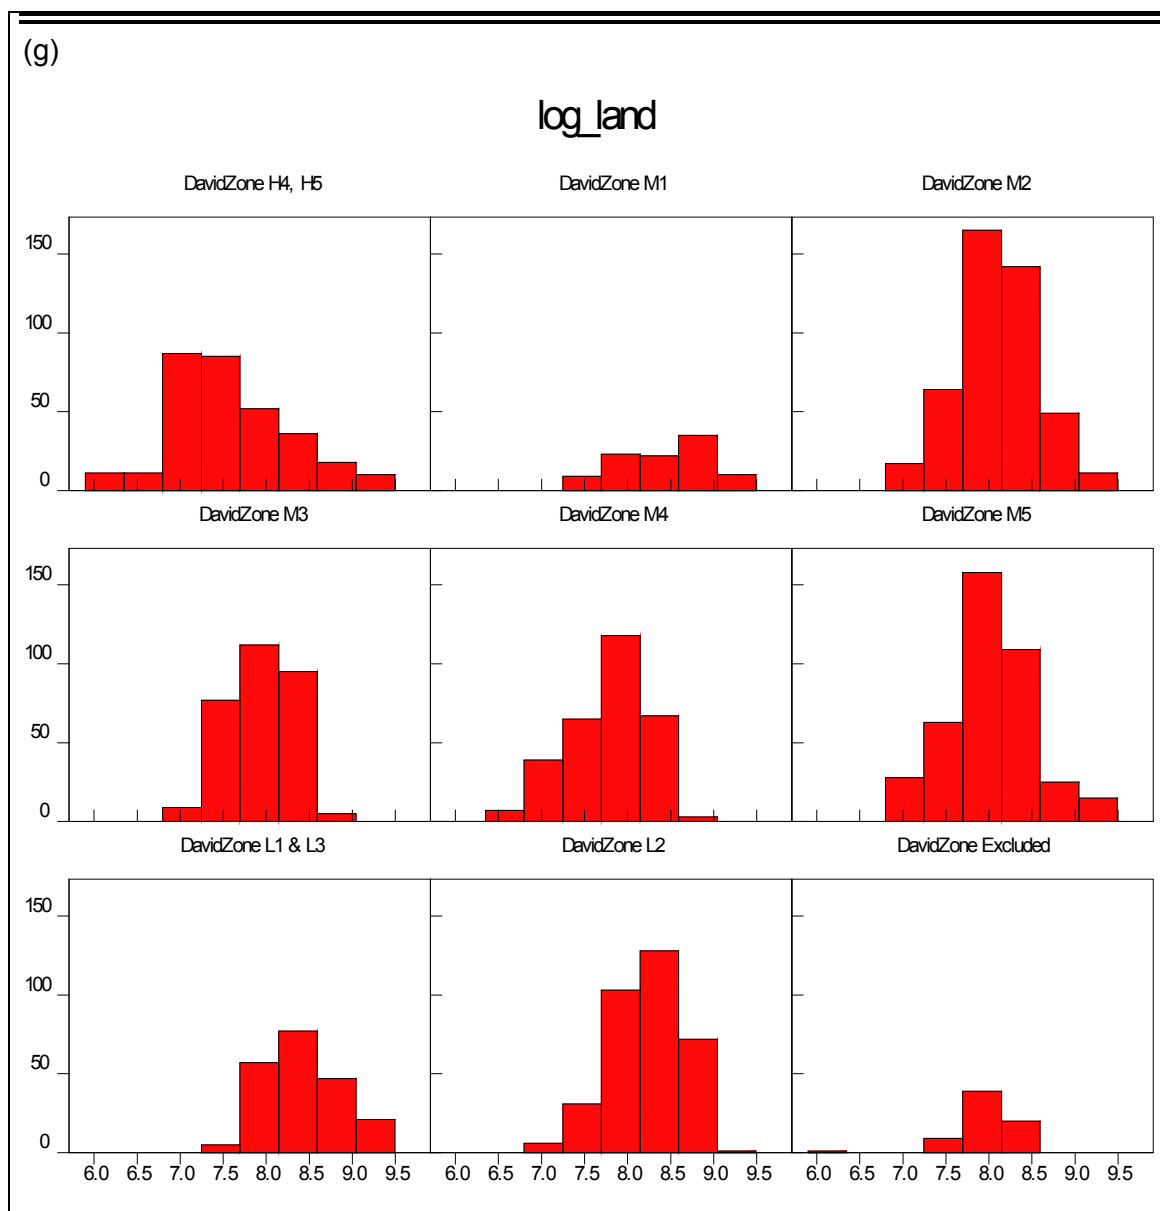 (g)
log_land
DavidZone H4, H5
DavidZone M1
DavidZone M2
150
100
50
0
DavidZone M3
DavidZone M4
DavidZone M5
150
100
50
0
DavidZone L1 & L3
DavidZone L2
DavidZone Excluded
150
100
50
0
6.0 6.5 7.0 7.5 8.0 8.5 9.0 9.5
6.0 6.5 7.0 7.5 8.0 8.5 9.0 9.5
6.0 6.5 7.0 7.5 8.0 8.5 9.0 9.5